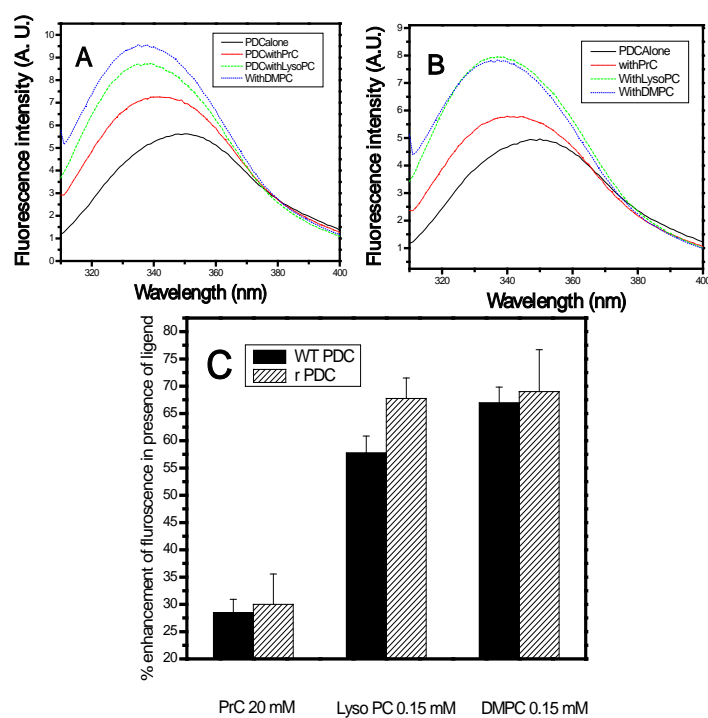 A
PDCalone
PDCwithPrC
PDCwithLysoPC
WithDMPC
Fluorescence intensity (A. U.)
10
9
8
7
6
5
4
3
2
1
0
320 340 360 380 400
Wavelength (nm)
B
PDCAlone
withPrC
WithLysoPC
WithDMPC
Fluorescence intensity (A.U.)
9
8
7
6
5
4
3
2
1
320 340 360 380 400
Wavelength (nm)
C
WT PDC
r PDC
% enhancement of fluroscence in presence of ligend
80
75
70
65
60
55
50
45
40
35
30
25
20
PrC 20 mM Lyso PC 0.15 mM DMPC 0.15 mM